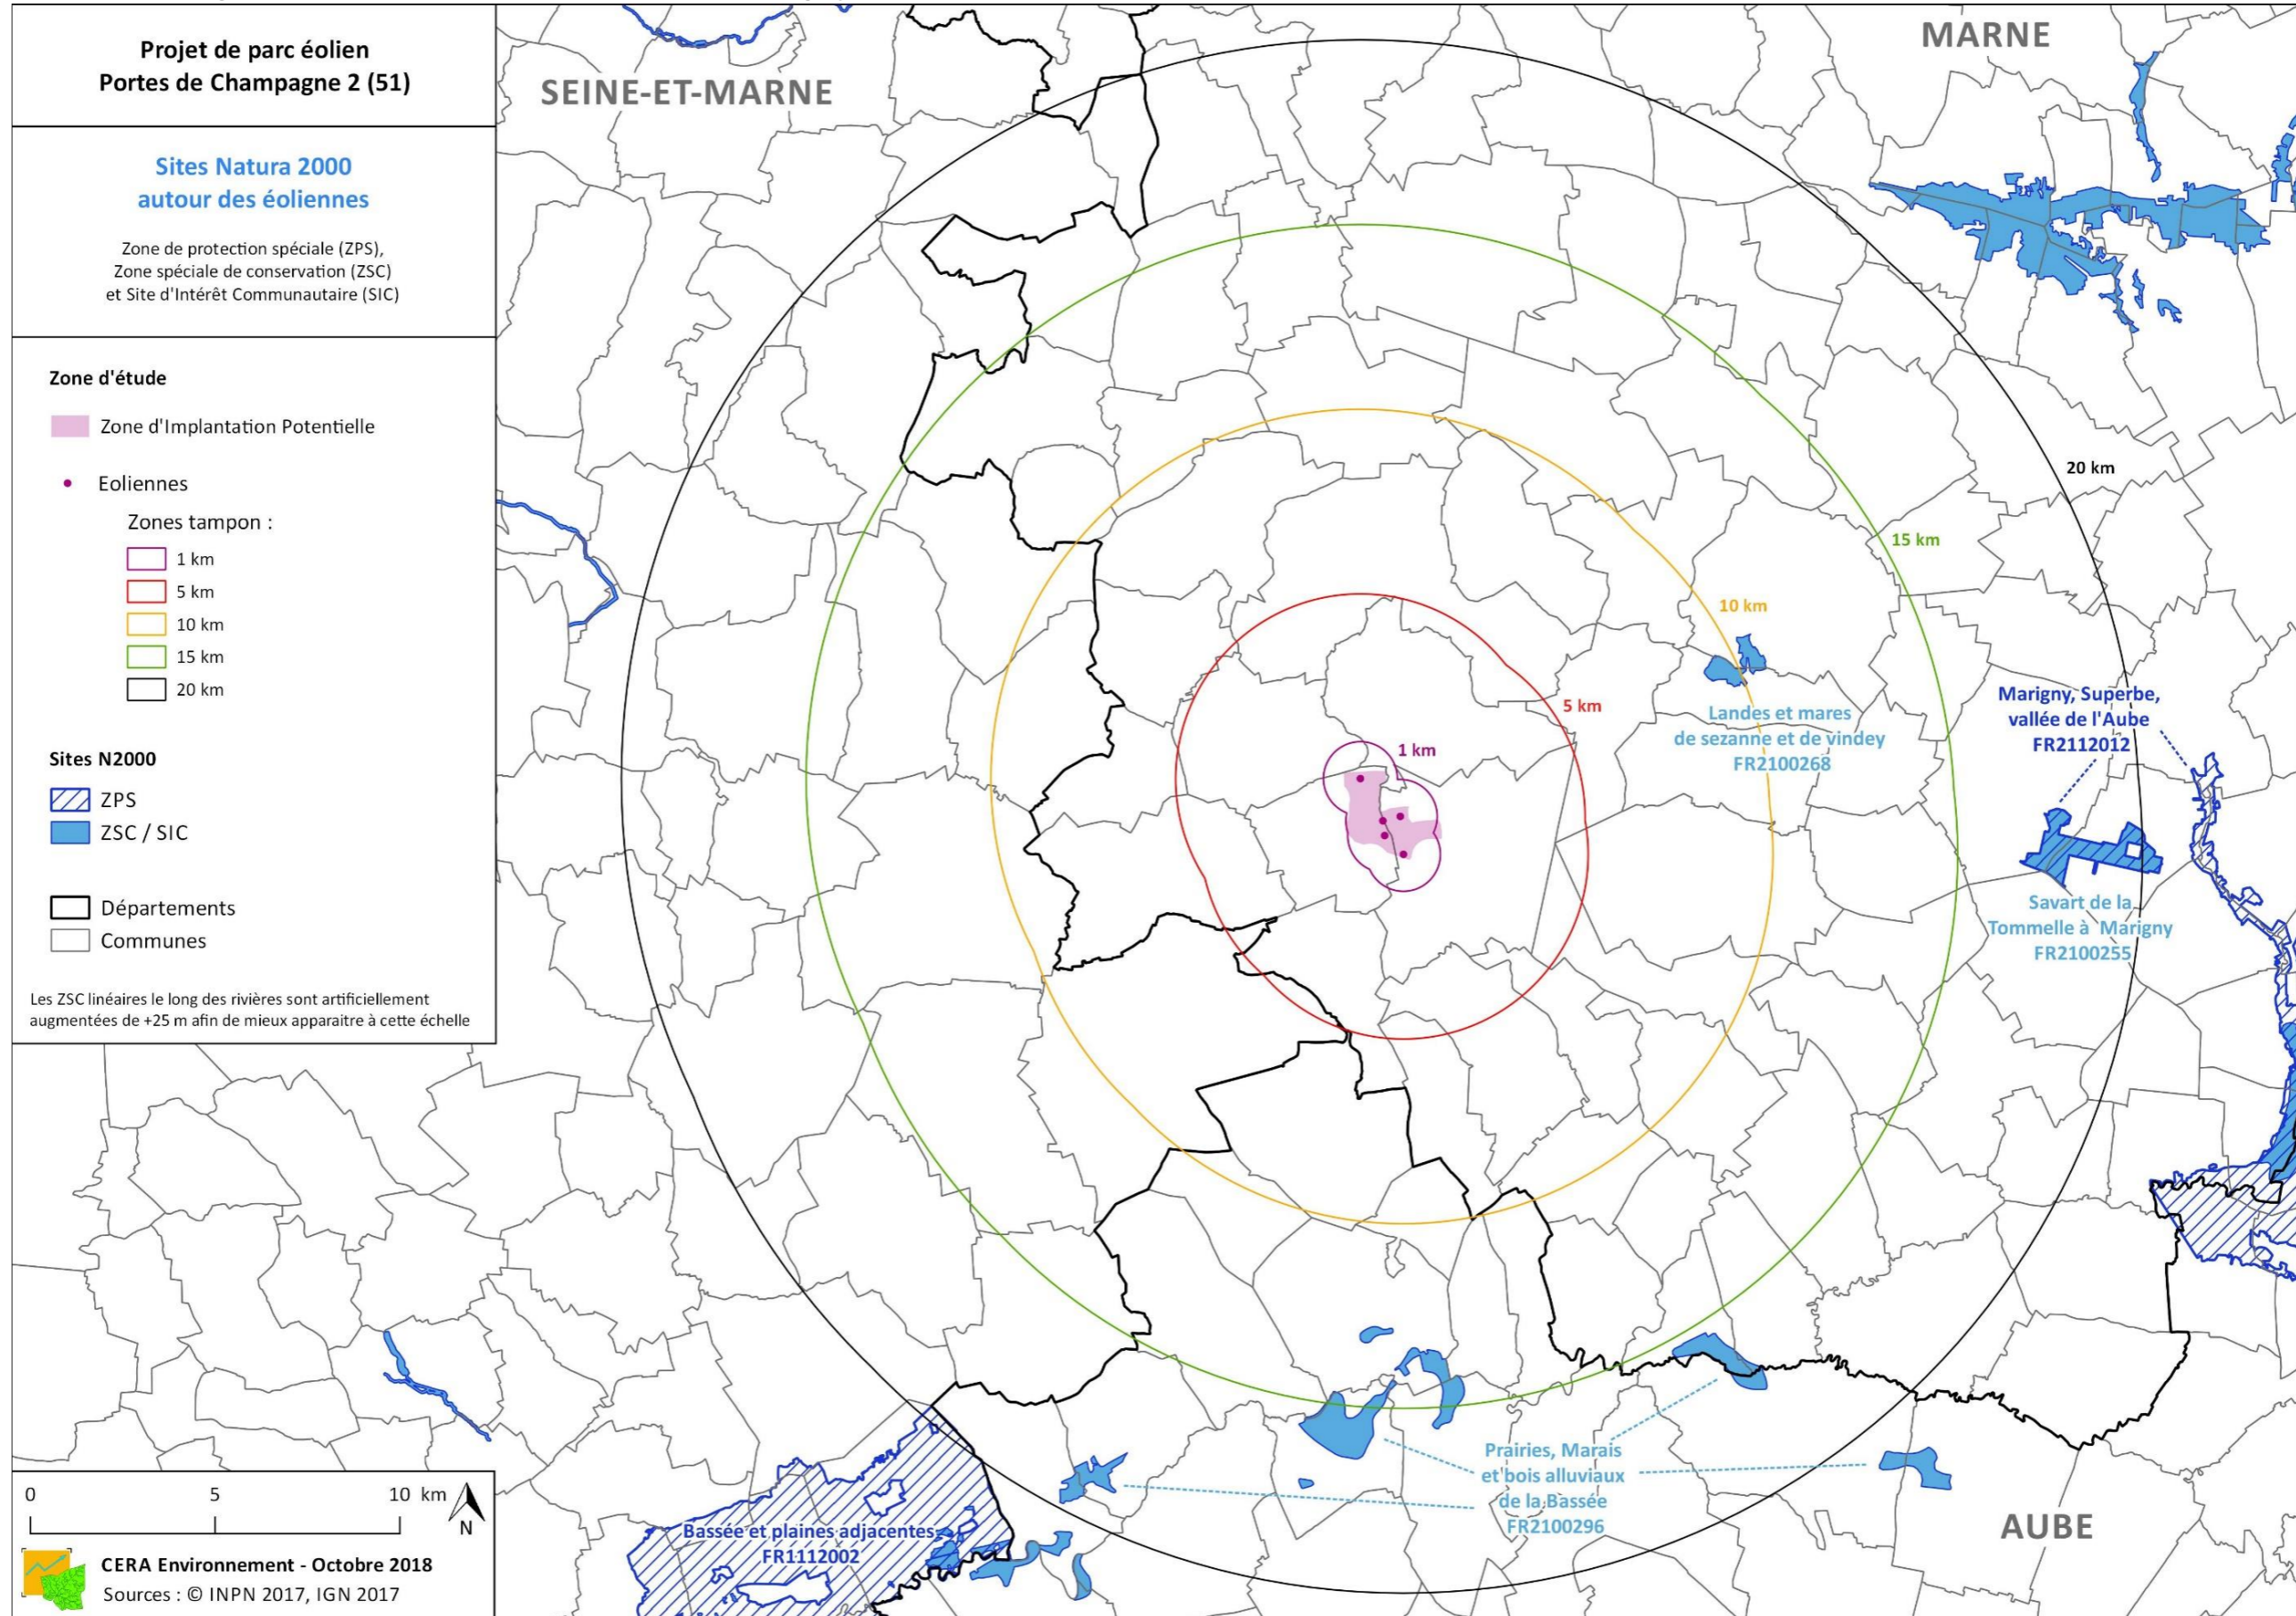 Projet de parc éolien
Portes de Champagne 2 (51)
Sites Natura 2000
autour des éoliennes
Zone de protection spéciale (ZPS),
Zone spéciale de conservation (ZSC)
et Site d'Intérêt Communautaire (SIC)
Zone d'étude
Zone d'Implantation Potentielle
Eoliennes
Zones tampon :
1 km
5 km
10 km
15 km
20 km
Sites N2000
ZPS
ZSC / SIC
Départements
Communes
Les ZSC linéaires le long des rivières sont artificiellement
augmentées de +25 m afin de mieux apparaitre à cette échelle
0 5 10 km
N
CERA Environnement - Octobre 2018
Sources : © INPN 2017, IGN 2017
SEINE-ET-MARNE
MARNE
20 km
15 km
10 km
5 km
1 km
Landes et mares
de sezanne et de vindey
FR2100268
Marigny, Superbe,
vallée de l'Aube
FR2112012
Savart de la
Tommelle à Marigny
FR2100255
Prairies, Marais
et bois alluviaux
de la Bassée
FR2100296
Bassée et plaines adjacentes
FR1112002
AUBE